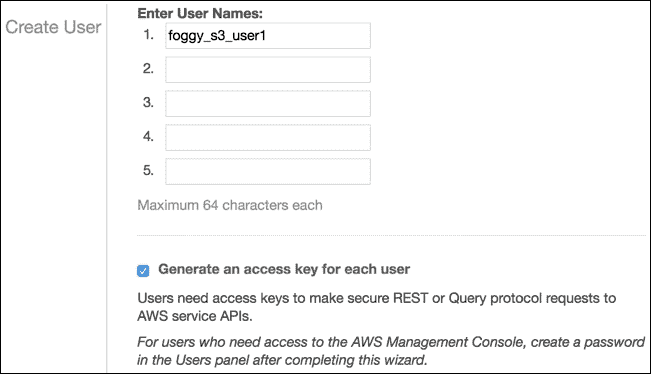 Create User
Enter User Names:
1. foggy_s3_user1
2.
3.
4.
5.
Maximum 64 characters each
Generate an access key for each user
Users need access keys to make secure REST or Query protocol requests to
AWS service APIs.
For users who need access to the AWS Management Console, create a password
in the Users panel after completing this wizard.